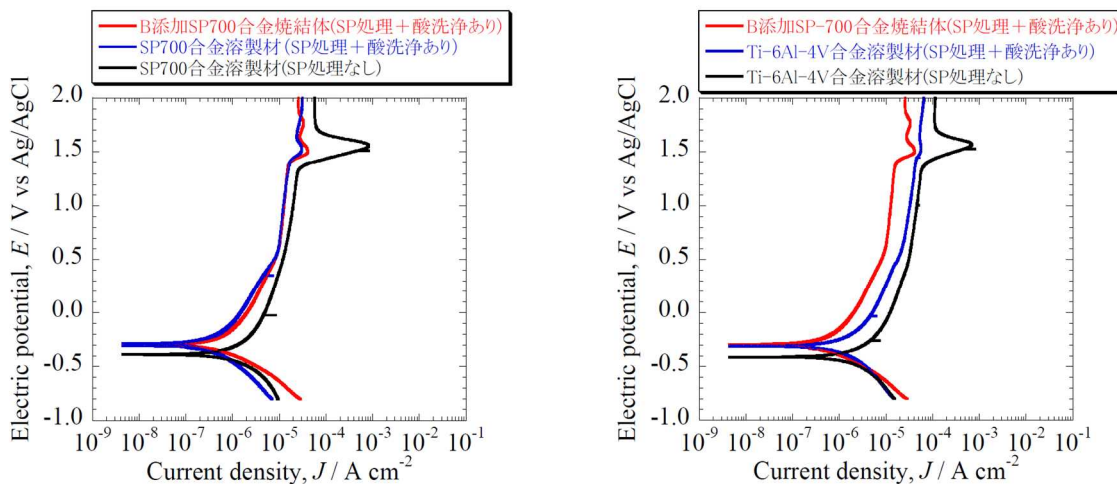 B添加SP700合金焼結体(SP処理＋酸洗浄あり)
SP700合金溶製材(SP処理＋酸洗浄あり)
SP700合金溶製材(SP処理なし)
2.0
1.5
1.0
0.5
0.0
-0.5
-1.0
Electric potential, E / V vs Ag/AgCl
10⁻⁹ 10⁻⁸ 10⁻⁷ 10⁻⁶ 10⁻⁵ 10⁻⁴ 10⁻³ 10⁻² 10⁻¹
Current density, J / A cm⁻²
B添加SP-700合金焼結体(SP処理＋酸洗浄あり)
Ti-6Al-4V合金溶製材(SP処理＋酸洗浄あり)
Ti-6Al-4V合金溶製材(SP処理なし)
2.0
1.5
1.0
0.5
0.0
-0.5
-1.0
Electric potential, E / V vs Ag/AgCl
10⁻⁹ 10⁻⁸ 10⁻⁷ 10⁻⁶ 10⁻⁵ 10⁻⁴ 10⁻³ 10⁻² 10⁻¹
Current density, J / A cm⁻²